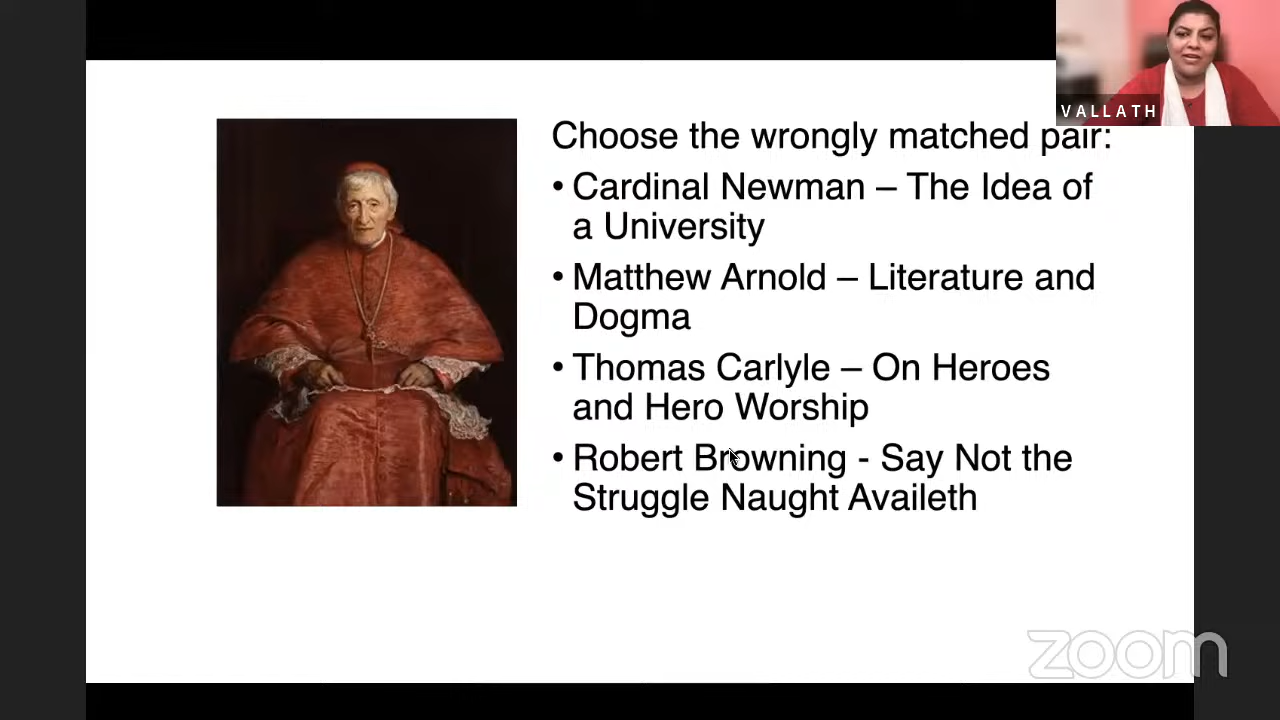 VALLATH
Choose the wrongly matched pair:
• Cardinal Newman – The Idea of
a University
• Matthew Arnold – Literature and
Dogma
• Thomas Carlyle – On Heroes
and Hero Worship
• Robert Browning - Say Not the
Struggle Naught Availeth
zoom